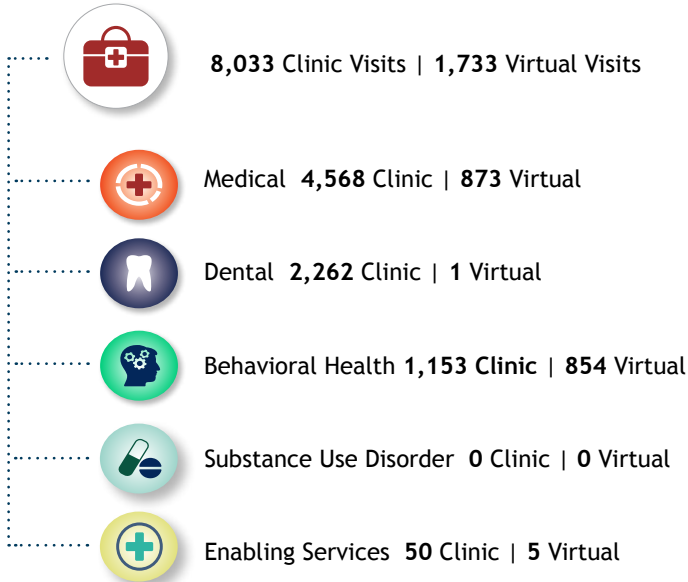 8,033 Clinic Visits | 1,733 Virtual Visits
Medical 4,568 Clinic | 873 Virtual
Dental 2,262 Clinic | 1 Virtual
Behavioral Health 1,153 Clinic | 854 Virtual
Substance Use Disorder 0 Clinic | 0 Virtual
Enabling Services 50 Clinic | 5 Virtual